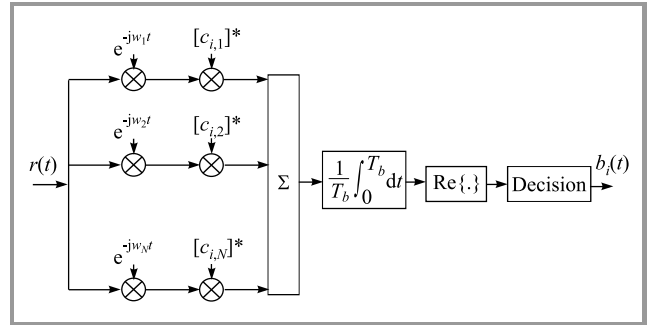 e^{-jw_1t} [c_{i,1}]*
e^{-jw_2t} [c_{i,2}]*
r(t) Σ \frac{1}{T_b}\int_0^{T_b}dt Re{.} Decision b_i(t)
e^{-jw_Nt} [c_{i,N}]*